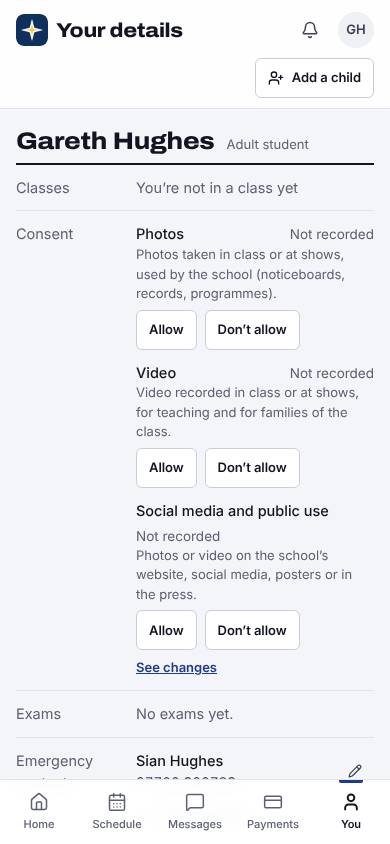 Your details
GH
Add a child
Gareth Hughes Adult student
Classes You’re not in a class yet
Consent Photos Not recorded
Photos taken in class or at shows,
used by the school (noticeboards,
records, programmes).
Allow Don’t allow
Video Not recorded
Video recorded in class or at shows,
for teaching and for families of the
class.
Allow Don’t allow
Social media and public use
Not recorded
Photos or video on the school’s
website, social media, posters or in
the press.
Allow Don’t allow
See changes
Exams No exams yet.
Emergency Sian Hughes
Home Schedule Messages Payments You